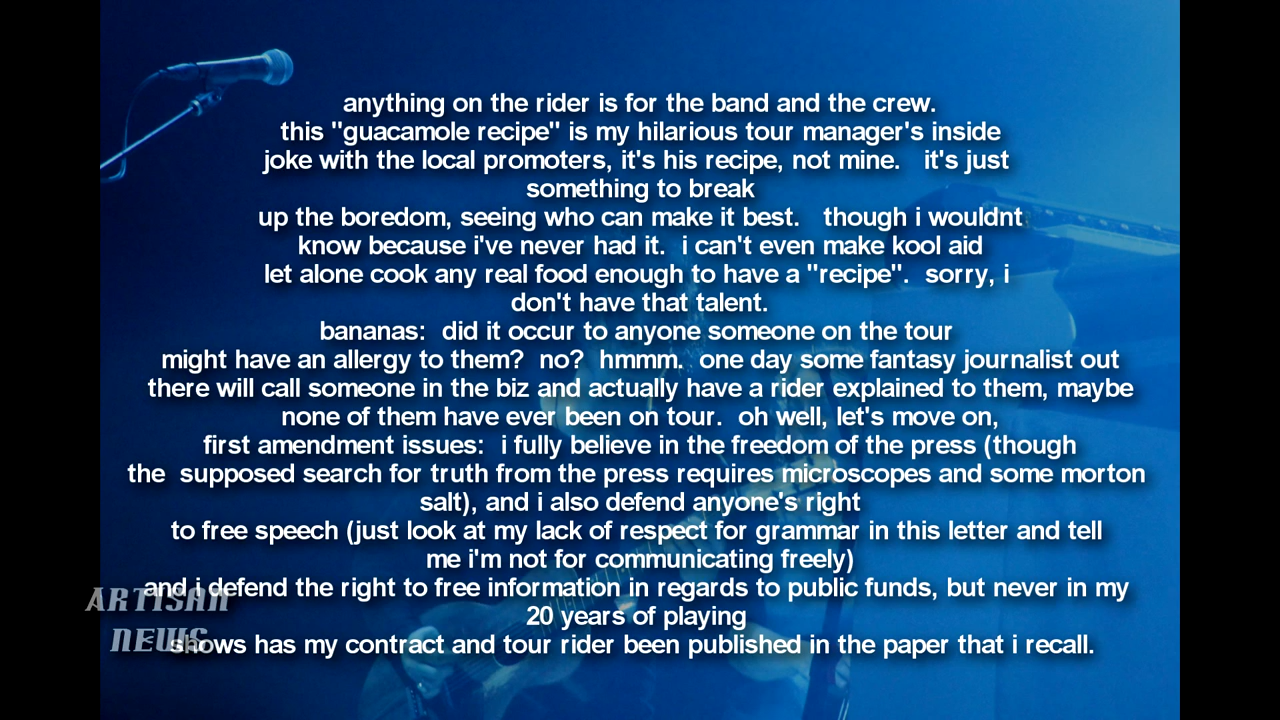 anything on the rider is for the band and the crew.
this "guacamole recipe" is my hilarious tour manager's inside
joke with the local promoters, it's his recipe, not mine.   it's just
something to break
up the boredom, seeing who can make it best.   though i wouldnt
know because i've never had it.  i can't even make kool aid
let alone cook any real food enough to have a "recipe".  sorry, i
don't have that talent.
bananas:  did it occur to anyone someone on the tour
might have an allergy to them?  no?  hmmm.  one day some fantasy journalist out
there will call someone in the biz and actually have a rider explained to them, maybe
none of them have ever been on tour.  oh well, let's move on,
first amendment issues:  i fully believe in the freedom of the press (though
the  supposed search for truth from the press requires microscopes and some morton
salt), and i also defend anyone's right
to free speech (just look at my lack of respect for grammar in this letter and tell
me i'm not for communicating freely)
and i defend the right to free information in regards to public funds, but never in my
20 years of playing
shows has my contract and tour rider been published in the paper that i recall.
ARTISAN
NEWS